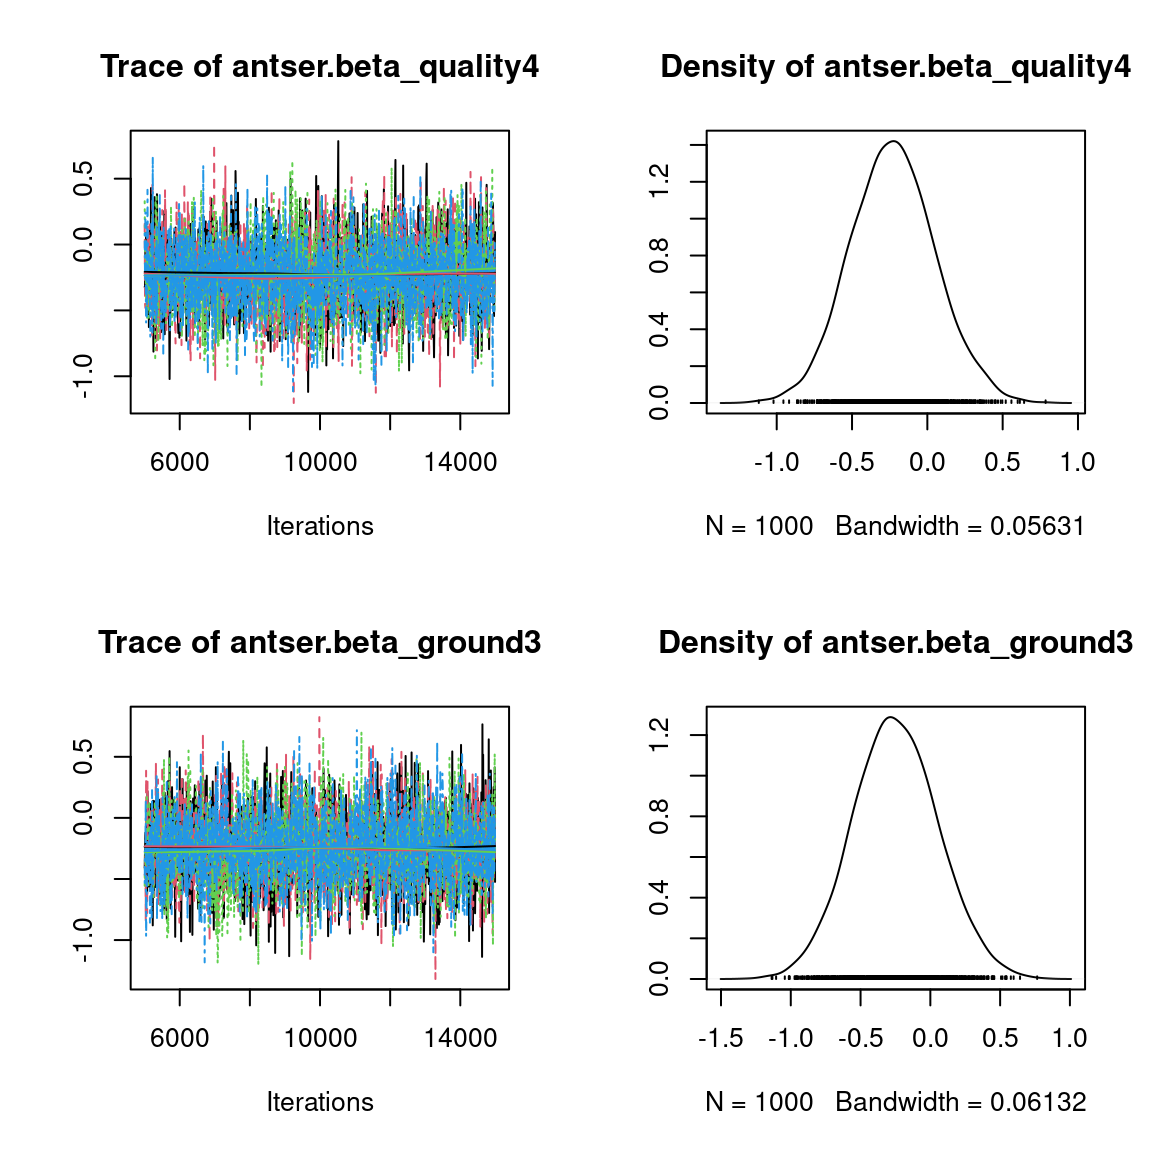 Trace of antser.beta_quality4
0.5
0.0
-1.0
6000 10000 14000
Iterations
Density of antser.beta_quality4
1.2
0.8
0.4
0.0
-1.0 -0.5 0.0 0.5 1.0
N = 1000 Bandwidth = 0.05631
Trace of antser.beta_ground3
0.5
0.0
-1.0
6000 10000 14000
Iterations
Density of antser.beta_ground3
1.2
0.8
0.4
0.0
-1.5 -1.0 -0.5 0.0 0.5 1.0
N = 1000 Bandwidth = 0.06132